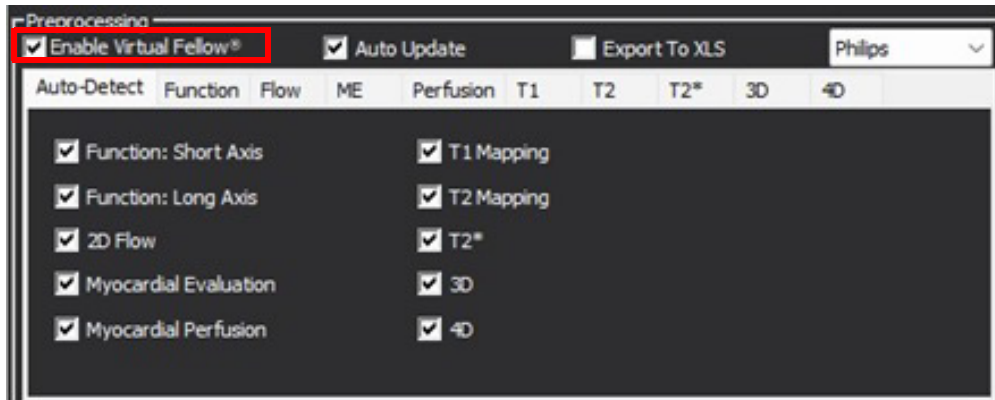 Preprocessing
Enable Virtual Fellow® Auto Update Export To XLS Philips
Auto-Detect Function Flow ME Perfusion T1 T2 T2* 3D 4D
Function: Short Axis T1 Mapping
Function: Long Axis T2 Mapping
2D Flow T2*
Myocardial Evaluation 3D
Myocardial Perfusion 4D